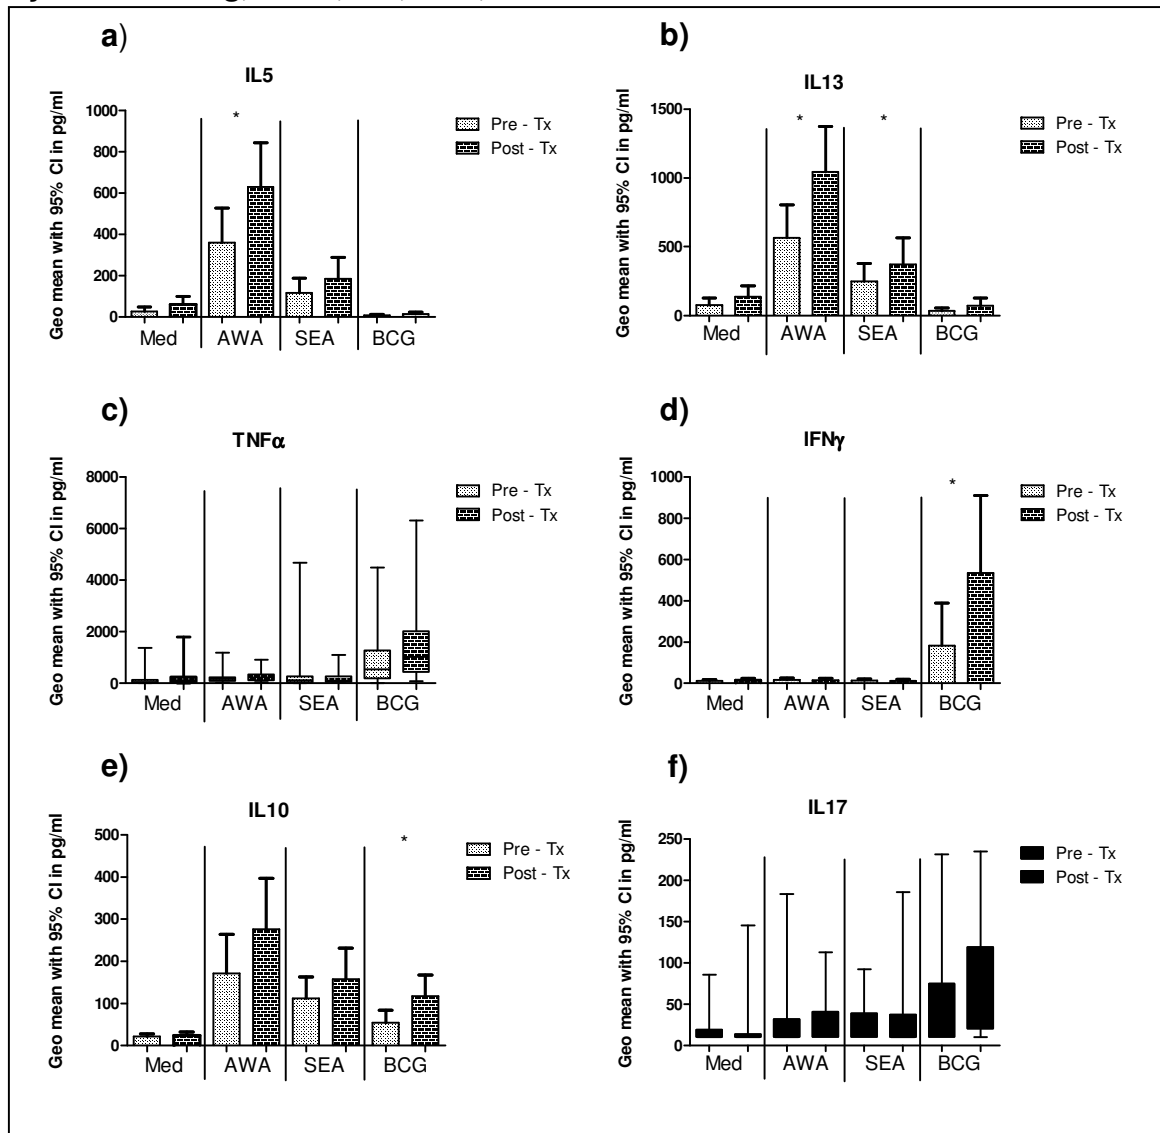 a)
IL5
Geo mean with 95% CI in pg/ml
1000
800
600
400
200
0
*
Med
AWA
SEA
BCG
Pre - Tx
Post - Tx
b)
IL13
Geo mean with 95% CI in pg/ml
1500
1000
500
0
*
*
Med
AWA
SEA
BCG
Pre - Tx
Post - Tx
c)
TNFα
Geo mean with 95% CI in pg/ml
8000
6000
4000
2000
0
Med
AWA
SEA
BCG
Pre - Tx
Post - Tx
d)
IFNγ
Geo mean with 95% CI in pg/ml
1000
800
600
400
200
0
*
Med
AWA
SEA
BCG
Pre - Tx
Post - Tx
e)
IL10
Geo mean with 95% CI in pg/ml
500
400
300
200
100
0
*
Med
AWA
SEA
BCG
Pre - Tx
Post - Tx
f)
IL17
Geo mean with 95% CI in pg/ml
250
200
150
100
50
0
Med
AWA
SEA
BCG
Pre - Tx
Post - Tx